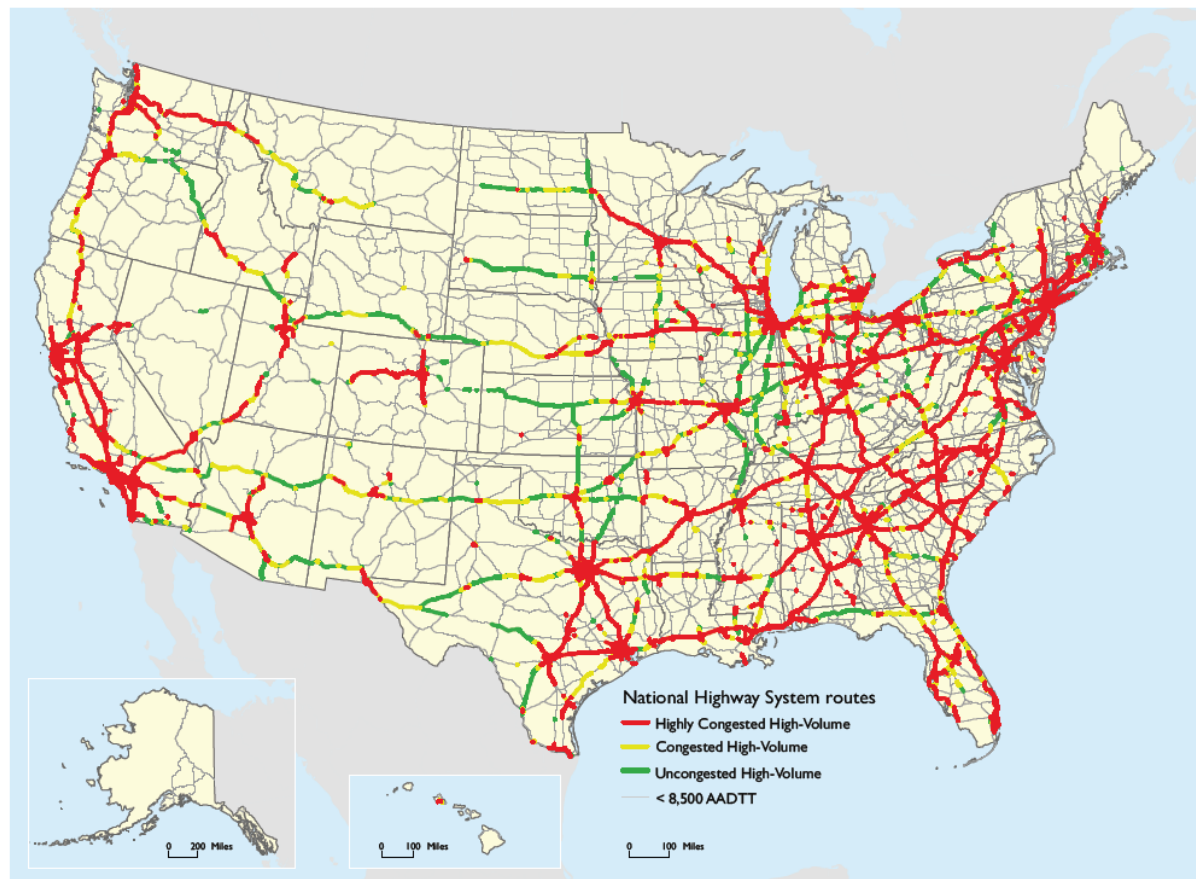 National Highway System routes
Highly Congested High-Volume
Congested High-Volume
Uncongested High-Volume
< 8,500 AADTT
0 200 Miles
0 100 Miles
0 100 Miles